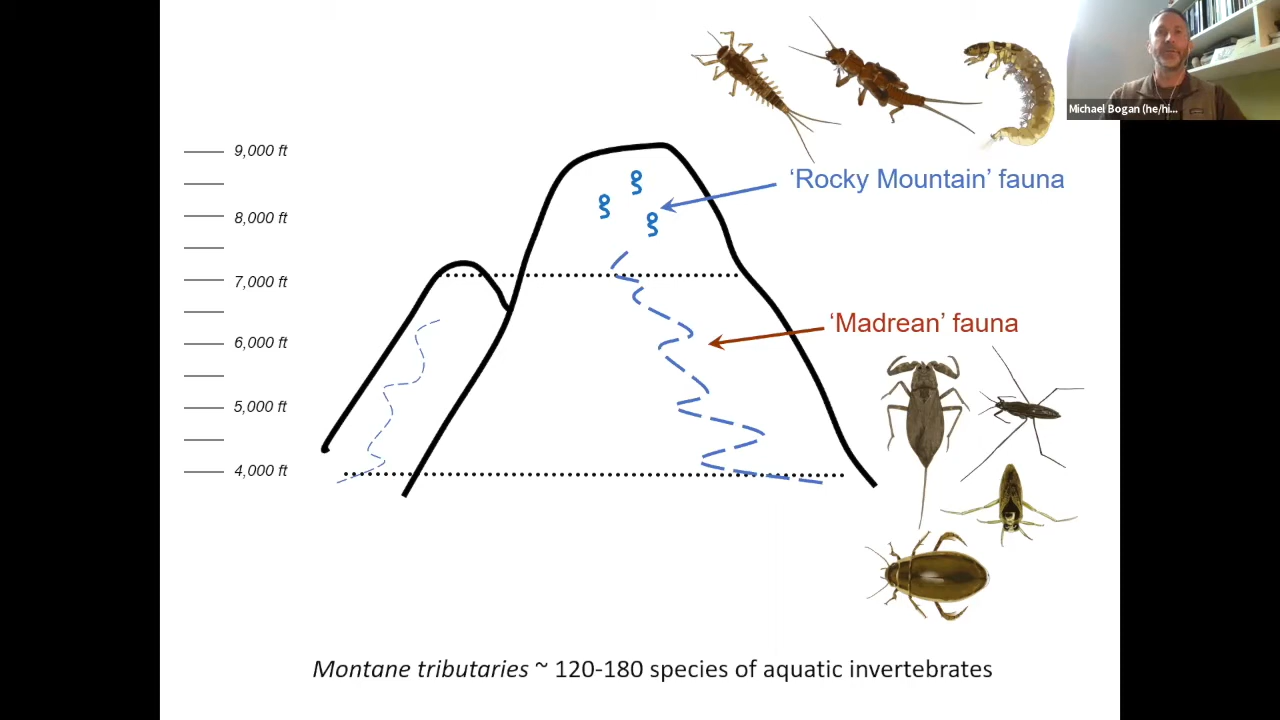 Michael Bogan (he/hi...
9,000 ft
‘Rocky Mountain’ fauna
8,000 ft
7,000 ft
‘Madrean’ fauna
6,000 ft
5,000 ft
4,000 ft
Montane tributaries ~ 120-180 species of aquatic invertebrates